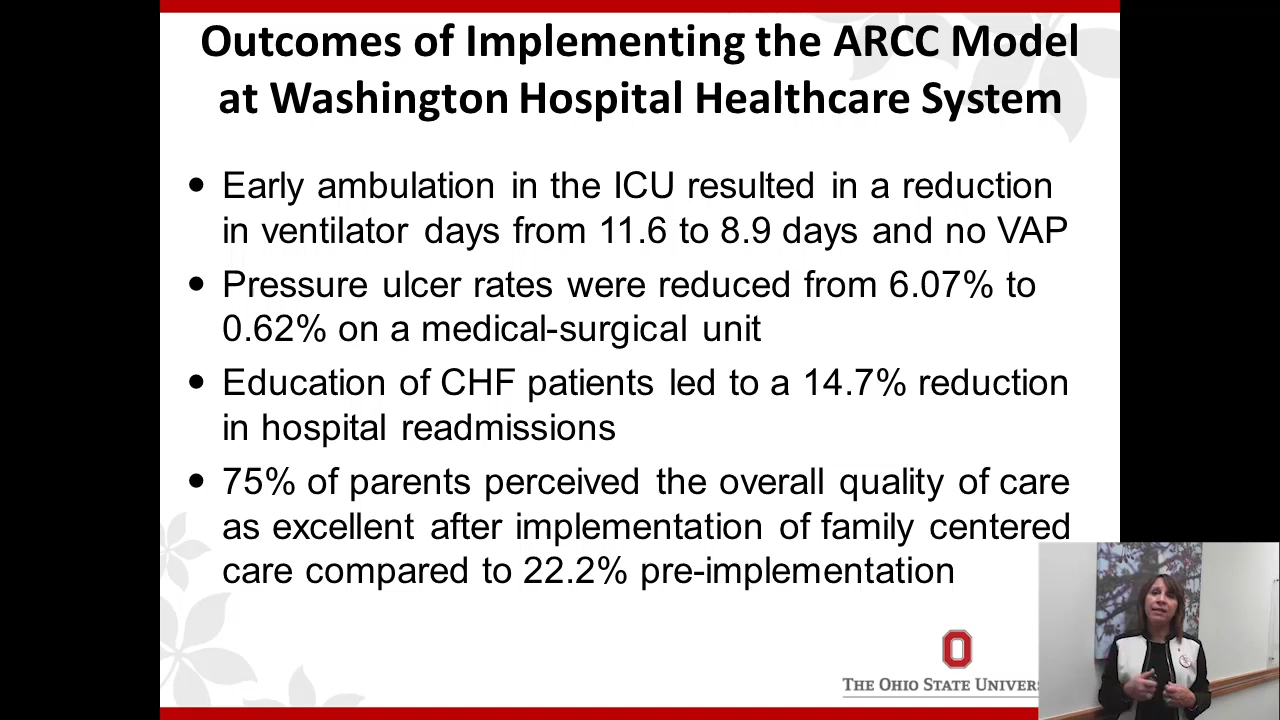 Outcomes of Implementing the ARCC Model
at Washington Hospital Healthcare System
• Early ambulation in the ICU resulted in a reduction
in ventilator days from 11.6 to 8.9 days and no VAP
• Pressure ulcer rates were reduced from 6.07% to
0.62% on a medical-surgical unit
• Education of CHF patients led to a 14.7% reduction
in hospital readmissions
• 75% of parents perceived the overall quality of care
as excellent after implementation of family centered
care compared to 22.2% pre-implementation
THE OHIO STATE